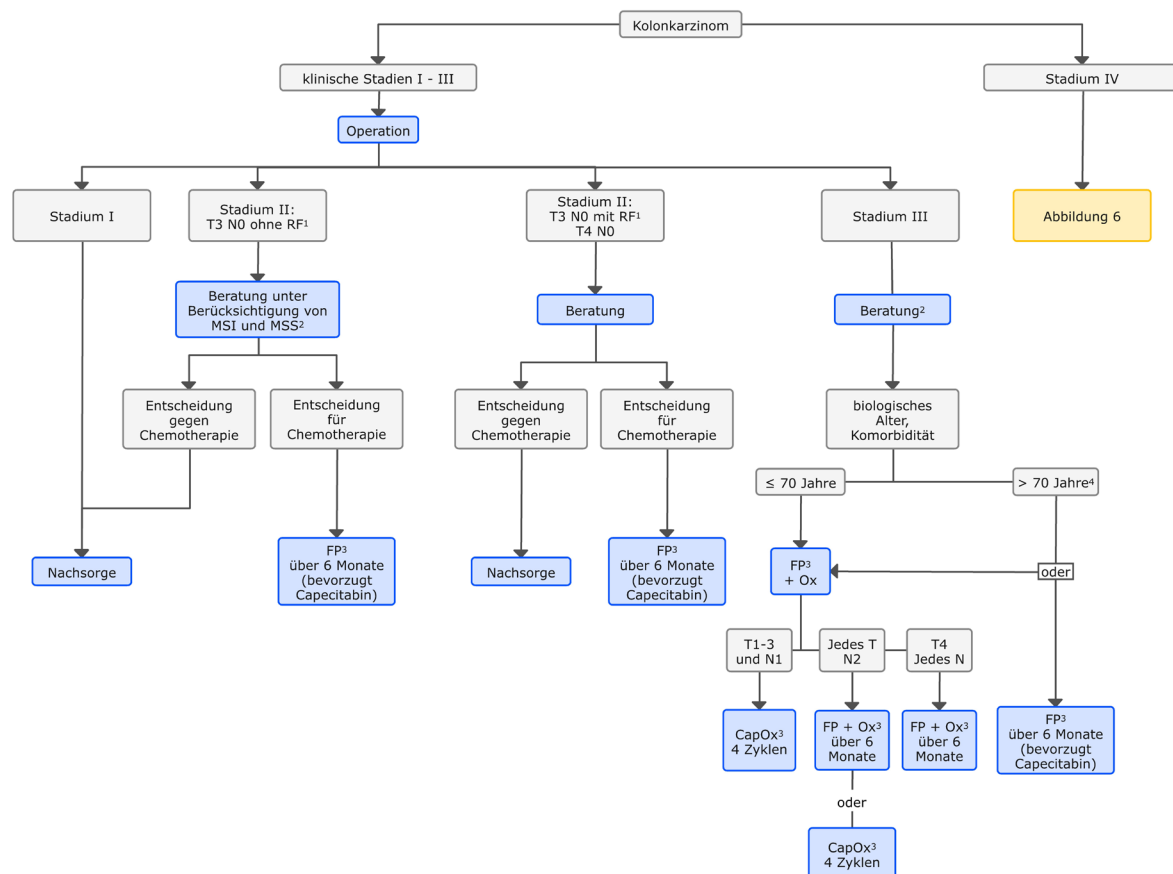 Kolonkarzinom
klinische Stadien I - III
Stadium IV
Operation
Stadium I
Stadium II:
T3 N0 ohne RF¹
Stadium II:
T3 N0 mit RF¹
T4 N0
Stadium III
Abbildung 6
Beratung unter
Berücksichtigung von
MSI und MSS²
Beratung
Beratung²
Entscheidung
gegen
Chemotherapie
Entscheidung
für
Chemotherapie
Entscheidung
gegen
Chemotherapie
Entscheidung
für
Chemotherapie
biologisches
Alter,
Komorbidität
≤ 70 Jahre
> 70 Jahre⁴
Nachsorge
FP³
über 6 Monate
(bevorzugt
Capecitabin)
Nachsorge
FP³
über 6 Monate
(bevorzugt
Capecitabin)
FP³
+ Ox
oder
T1-3
und N1
Jedes T
N2
T4
Jedes N
CapOx³
4 Zyklen
FP + Ox³
über 6
Monate
FP + Ox³
über 6
Monate
FP³
über 6 Monate
(bevorzugt
Capecitabin)
oder
CapOx³
4 Zyklen